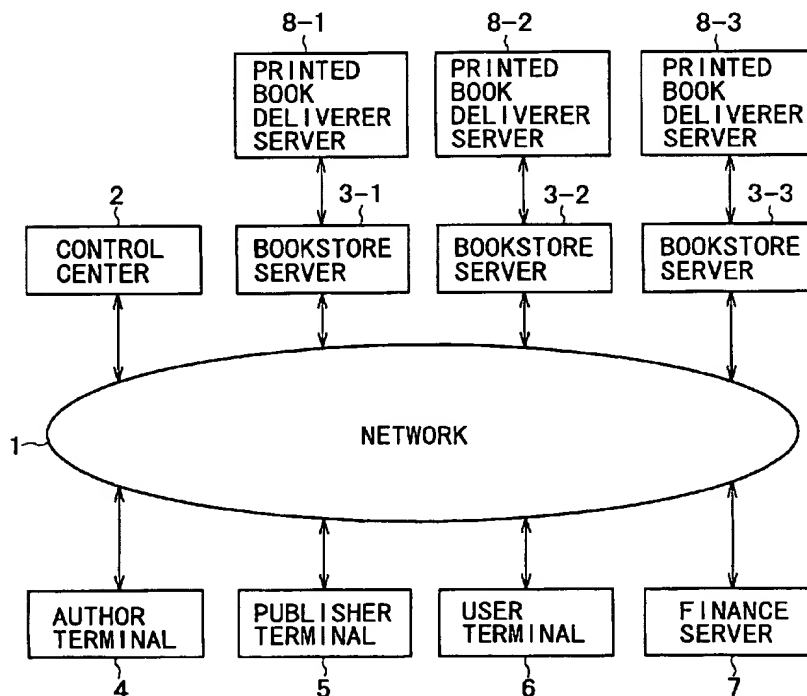 8-1
8-2
8-3
PRINTED
BOOK
DELIVERER
SERVER
PRINTED
BOOK
DELIVERER
SERVER
PRINTED
BOOK
DELIVERER
SERVER
2
3-1
3-2
3-3
CONTROL
CENTER
BOOKSTORE
SERVER
BOOKSTORE
SERVER
BOOKSTORE
SERVER
1
NETWORK
AUTHOR
TERMINAL
PUBLISHER
TERMINAL
USER
TERMINAL
FINANCE
SERVER
4
5
6
7